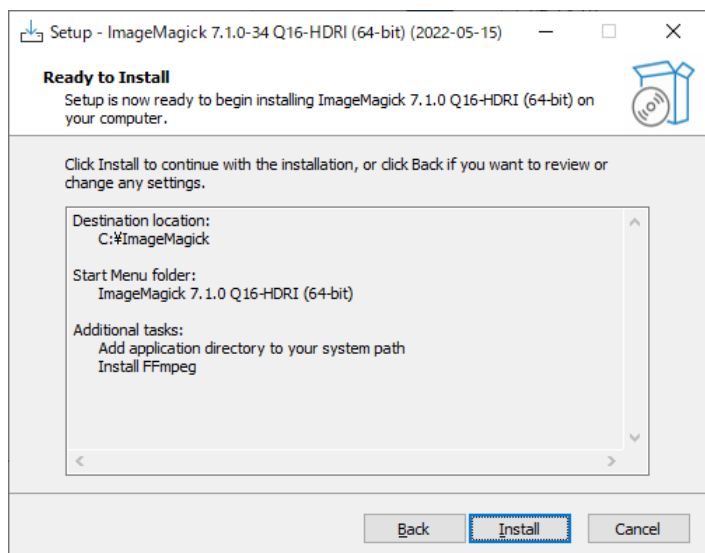 Setup - ImageMagick 7.1.0-34 Q16-HDRI (64-bit) (2022-05-15)
Ready to Install
Setup is now ready to begin installing ImageMagick 7.1.0 Q16-HDRI (64-bit) on
your computer.
Click Install to continue with the installation, or click Back if you want to review or
change any settings.
Destination location:
C:¥ImageMagick
Start Menu folder:
ImageMagick 7.1.0 Q16-HDRI (64-bit)
Additional tasks:
Add application directory to your system path
Install FFmpeg
Back
Install
Cancel